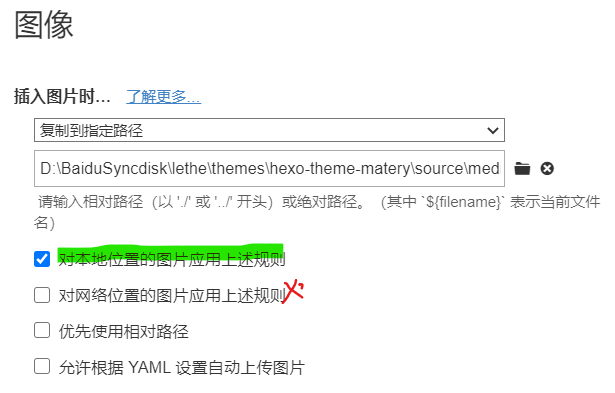 图像
插入图片时... 了解更多...
复制到指定路径
D:\BaiduSyncdisk\lethe\themes\hexo-theme-matery\source\med
请输入相对路径（以 './' 或 '../' 开头）或绝对路径。（其中 `${filename}` 表示当前文件
名）
对本地位置的图片应用上述规则
对网络位置的图片应用上述规则
优先使用相对路径
允许根据 YAML 设置自动上传图片